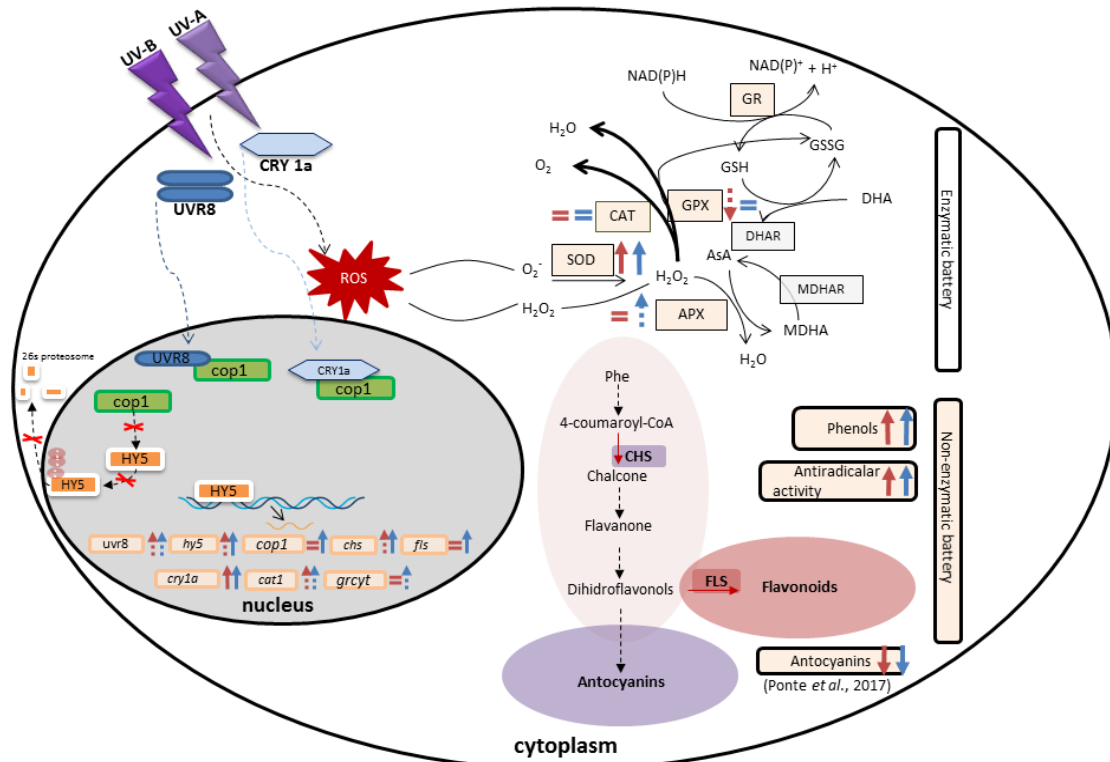 UV-B
UV-A
CRY 1a
UVR8
ROS
O₂⁻
H₂O₂
SOD
CAT
GPX
H₂O
O₂
H₂O₂
APX
NAD(P)H
NAD(P)⁺ + H⁺
GR
GSH
GSSG
DHA
DHAR
AsA
MDHAR
MDHA
H₂O
Enzymatic battery
UVR8
cop1
CRY1a
cop1
26s proteosome
cop1
HY5
HY5
HY5
uvr8
hy5
cop1
chs
fls
cry1a
cat1
grcyt
nucleus
Phe
4-coumaroyl-CoA
CHS
Chalcone
Flavanone
Dihidroflavonols
FLS
Flavonoids
Antocyanins
Phenols
Antiradicalar
activity
Non-enzymatic battery
Antocyanins
(Ponte et al., 2017)
cytoplasm